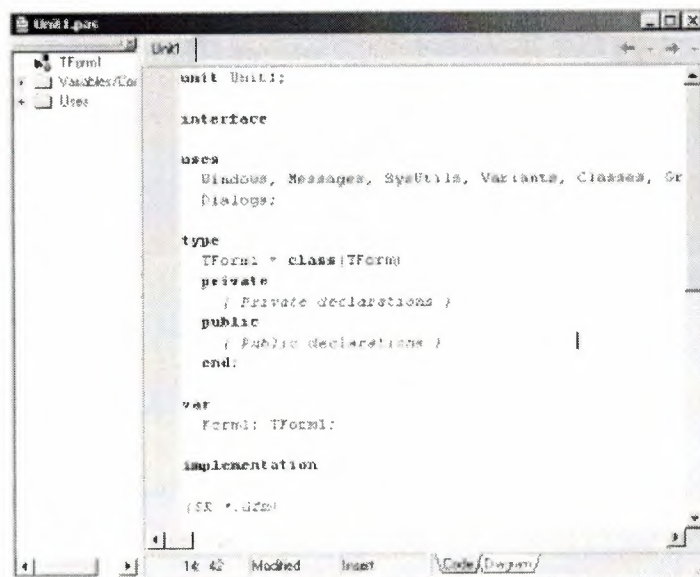 Unit1.pas
TForm1
Variables/Con
Uses
Unit1
unit Unit1;
interface
uses
Windows, Messages, SysUtils, Variants, Classes, Gr
Dialogs;
type
TForm1 = class(TForm)
private
{ Private declarations }
public
{ Public declarations }
end;
var
Form1: TForm1;
implementation
{$R *.dfm}
14: 42 Modified Insert Code Diagram